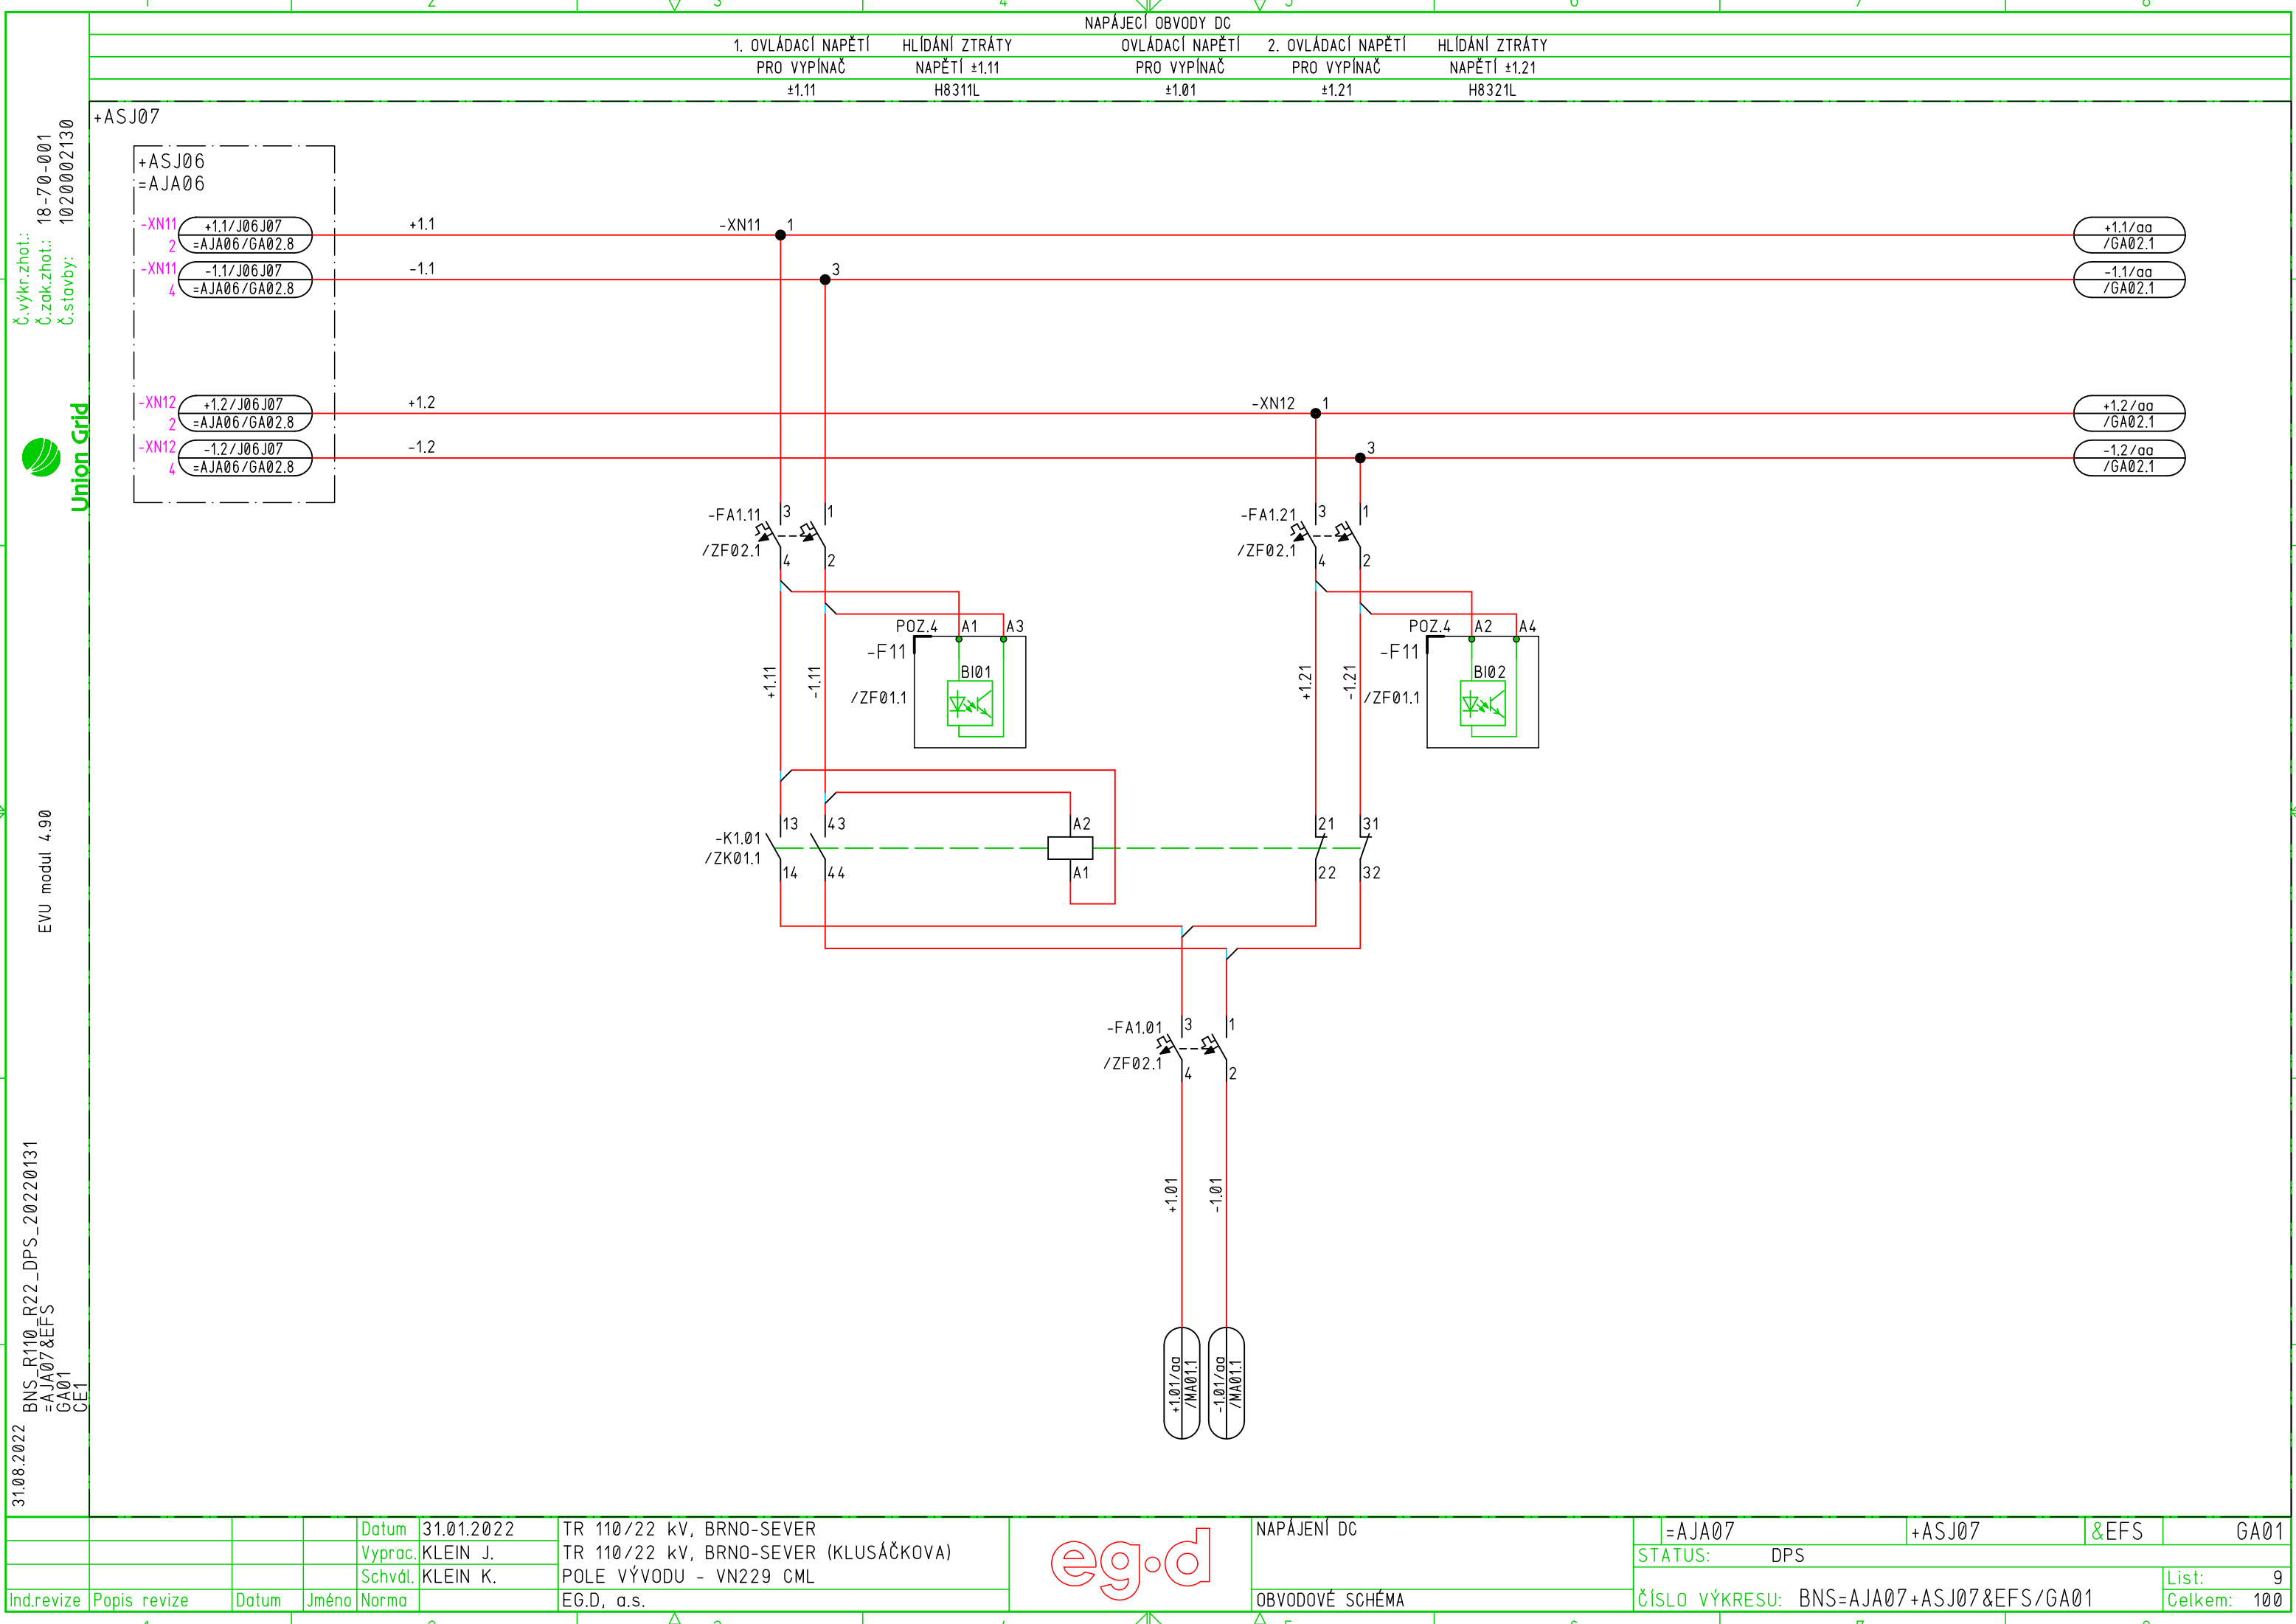 1 2 3 4 5 6 7 8
NAPÁJECÍ OBVODY DC
1. OVLÁDACÍ NAPĚTÍ HLÍDÁNÍ ZTRÁTY OVLÁDACÍ NAPĚTÍ 2. OVLÁDACÍ NAPĚTÍ HLÍDÁNÍ ZTRÁTY
PRO VYPÍNAČ NAPĚTÍ ±1.11 PRO VYPÍNAČ PRO VYPÍNAČ NAPĚTÍ ±1.21
±1.11 H8311L ±1.01 ±1.21 H8321L
+ASJ07
+ASJ06
=AJA06
-XN11 +1.1/J06J07 +1.1 -XN11 1 +1.1/aa
2 =AJA06/GA02.8 /GA02.1
-XN11 -1.1/J06J07 -1.1 3 -1.1/aa
4 =AJA06/GA02.8 /GA02.1
-XN12 +1.2/J06J07 +1.2 -XN12 1 +1.2/aa
2 =AJA06/GA02.8 /GA02.1
-XN12 -1.2/J06J07 -1.2 3 -1.2/aa
4 =AJA06/GA02.8 /GA02.1
-FA1.11 3 1 -FA1.21 3 1
/ZF02.1 4 2 /ZF02.1 4 2
POZ.4 A1 A3 POZ.4 A2 A4
-F11 -F11
BI01 BI02
+1.11 -1.11 /ZF01.1 +1.21 -1.21 /ZF01.1
13 43 A2 21 31
-K1.01
/ZK01.1
14 44 A1 22 32
-FA1.01 3 1
/ZF02.1 4 2
+1.01 -1.01
+1.01/aa
/MA01.1
-1.01/aa
/MA01.1
Č.výkr.zhot.:
Č.zak.zhot.: 18-70-001
Č.stavby: 1020002130
Union Grid
EVU modul 4.90
BNS_R110_R22_DPS_20220131
=AJA07&EFS
GA01
CE1
31.08.2022
Datum 31.01.2022 TR 110/22 kV, BRNO-SEVER NAPÁJENÍ DC =AJA07 +ASJ07 &EFS GA01
Vyprac. KLEIN J. TR 110/22 kV, BRNO-SEVER (KLUSÁČKOVA) eg·d STATUS: DPS
Schvál. KLEIN K. POLE VÝVODU - VN229 CML List: 9
Ind.revize Popis revize Datum Jméno Norma EG.D, a.s. OBVODOVÉ SCHÉMA ČÍSLO VÝKRESU: BNS=AJA07+ASJ07&EFS/GA01 Celkem: 100